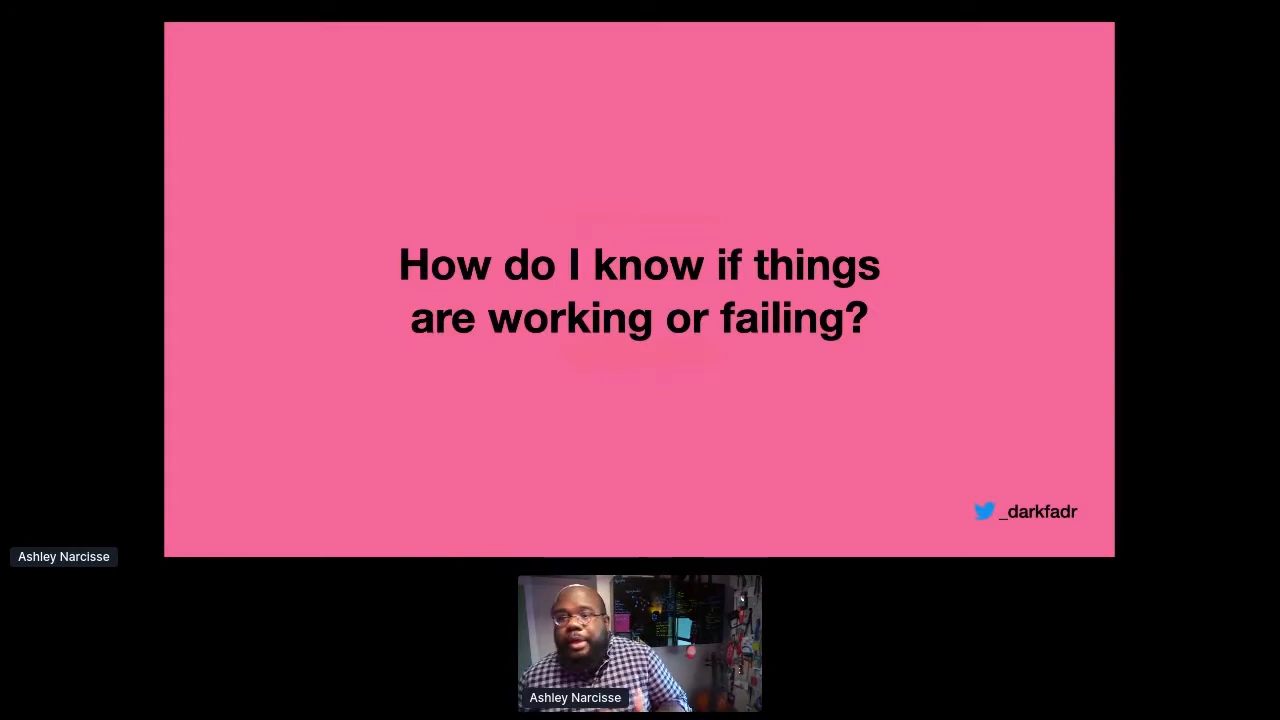 How do I know if things
are working or failing?
_darkfadr
Ashley Narcisse
Ashley Narcisse